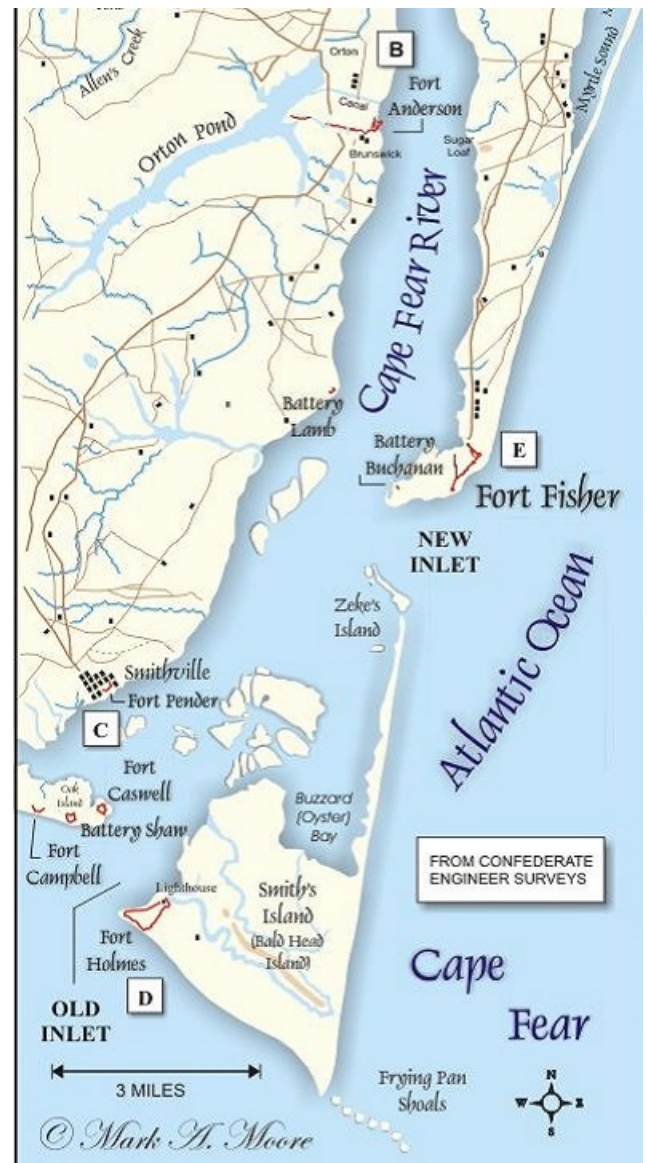 Allen's Creek
Orton
B
Myrtle Sound
Fort
Anderson
Canal
Orton Pond
Brunswick
Sugar
Loaf
Cape Fear River
Battery
Lamb
Battery
Buchanan
E
Fort Fisher
NEW
INLET
Zeke's
Island
Atlantic Ocean
Smithville
Fort Pender
C
Fort
Caswell
Oak
Island
Battery Shaw
Fort
Campbell
Buzzard
(Oyster)
Bay
FROM CONFEDERATE
ENGINEER SURVEYS
Lighthouse
Smith's
Island
(Bald Head
Island)
Fort
Holmes
D
Cape
Fear
OLD
INLET
3 MILES
Frying Pan
Shoals
N
W
E
S
© Mark A. Moore